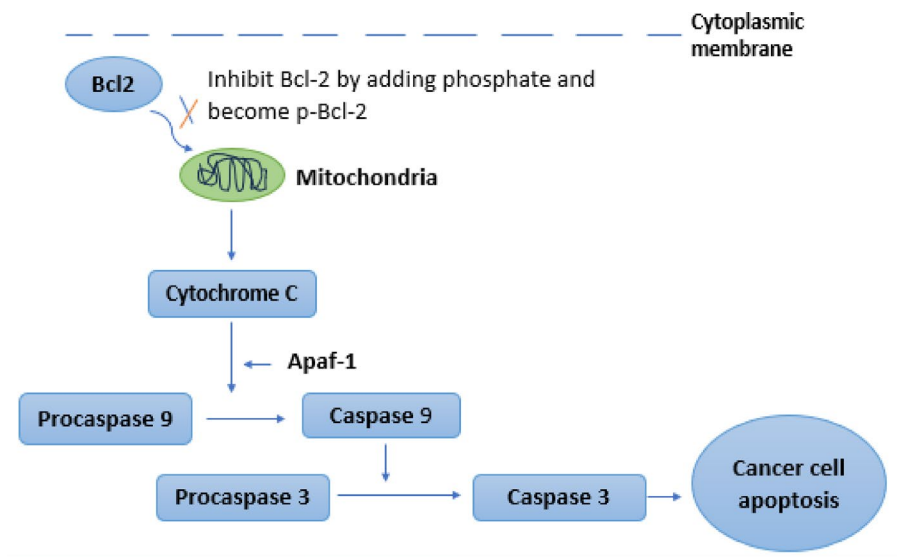 Cytoplasmic
membrane
Bcl2
Inhibit Bcl-2 by adding phosphate and
become p-Bcl-2
Mitochondria
Cytochrome C
Apaf-1
Procaspase 9
Caspase 9
Procaspase 3
Caspase 3
Cancer cell
apoptosis